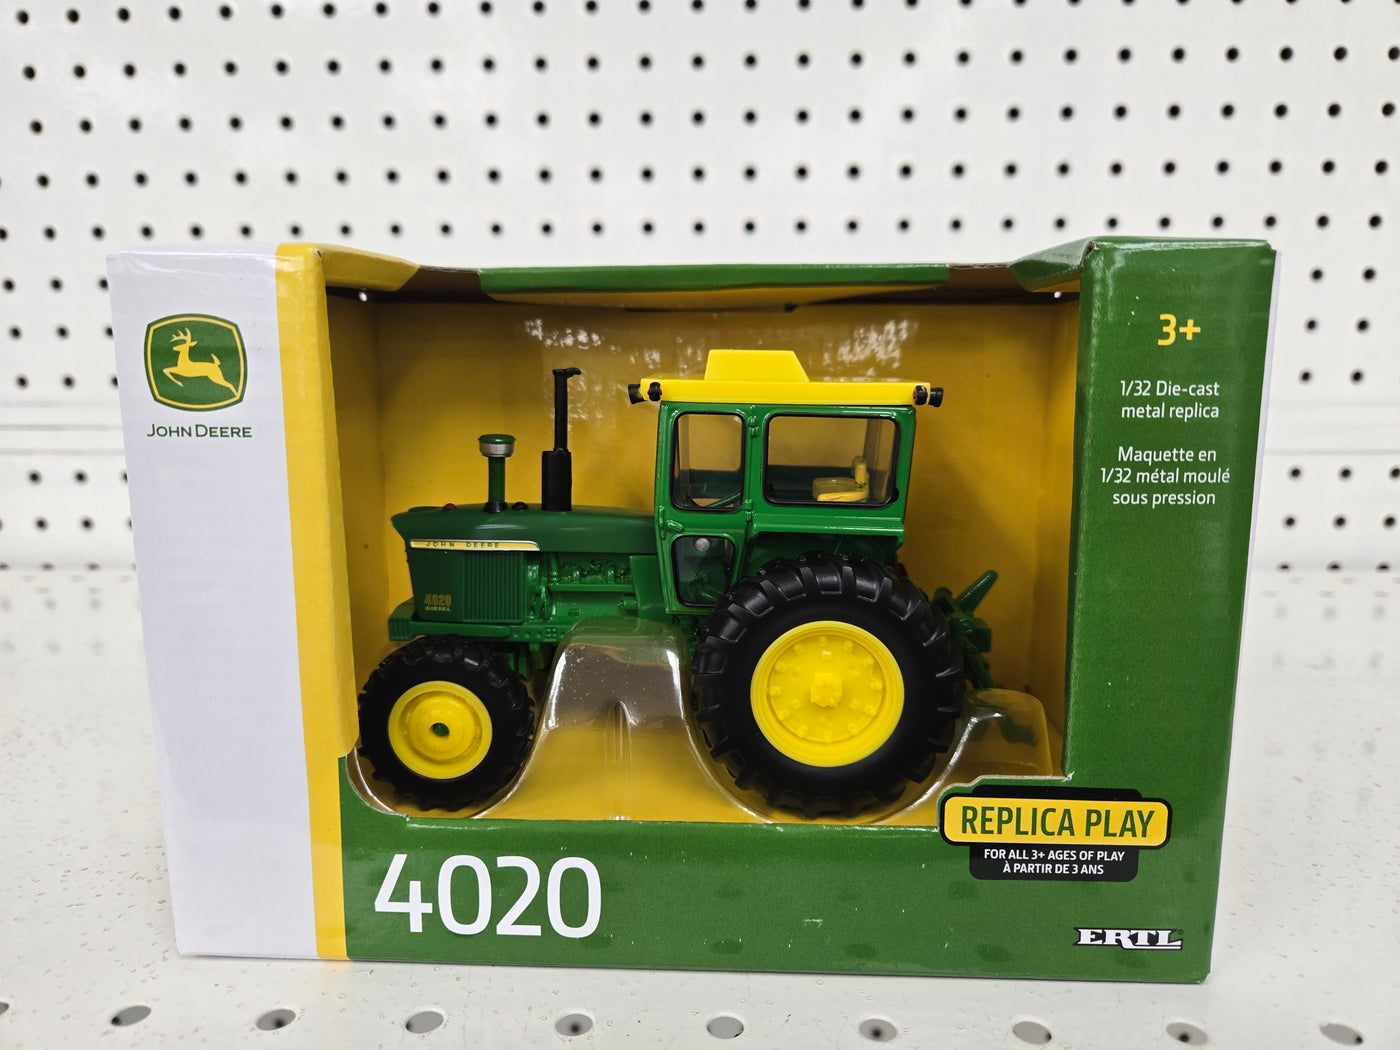 JOHN DEERE
3+
1/32 Die-cast
metal replica
Maquette en
1/32 métal moulé
sous pression
JOHN DEERE
4020
DIESEL
REPLICA PLAY
FOR ALL 3+ AGES OF PLAY
À PARTIR DE 3 ANS
4020
ERTL